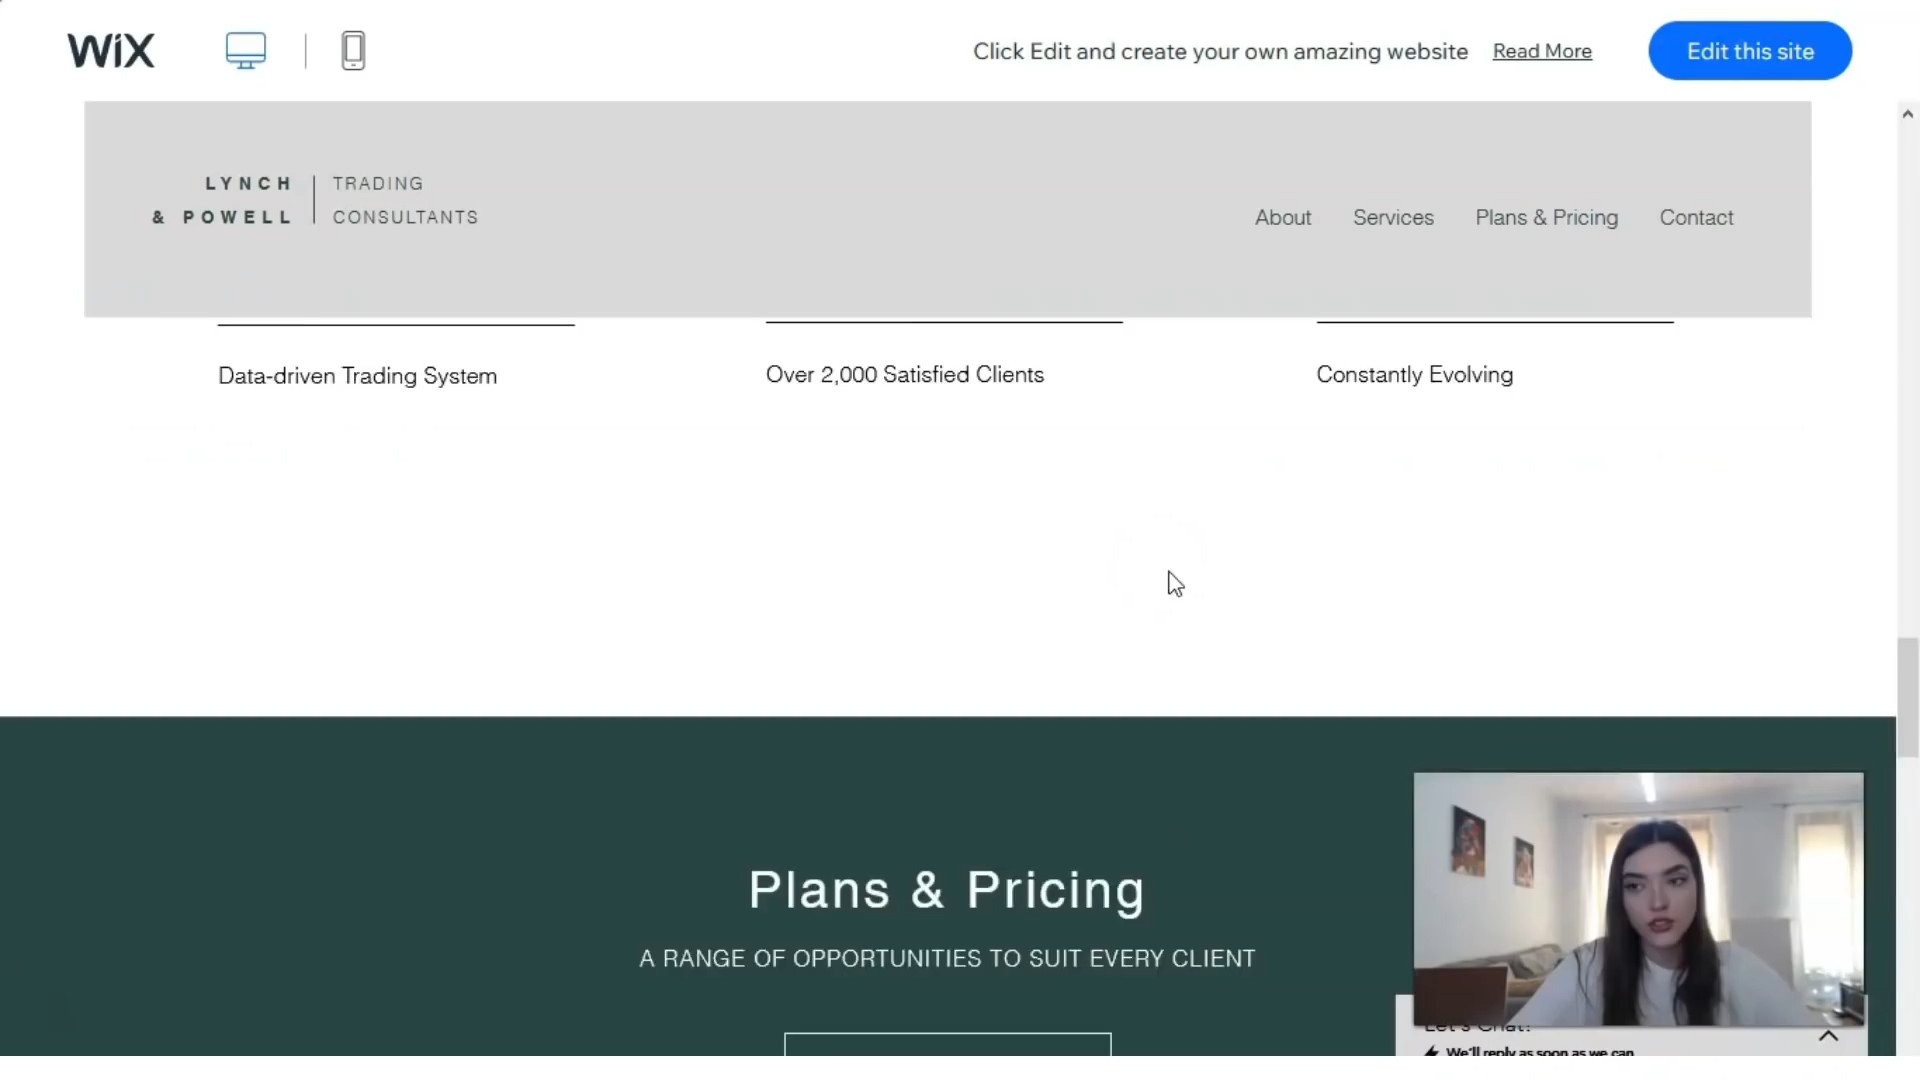 WiX
Click Edit and create your own amazing website Read More Edit this site
LYNCH & POWELL
TRADING CONSULTANTS
About Services Plans & Pricing Contact
Data-driven Trading System
Over 2,000 Satisfied Clients
Constantly Evolving
Plans & Pricing
A RANGE OF OPPORTUNITIES TO SUIT EVERY CLIENT
Let's Chat!
We'll reply as soon as we can